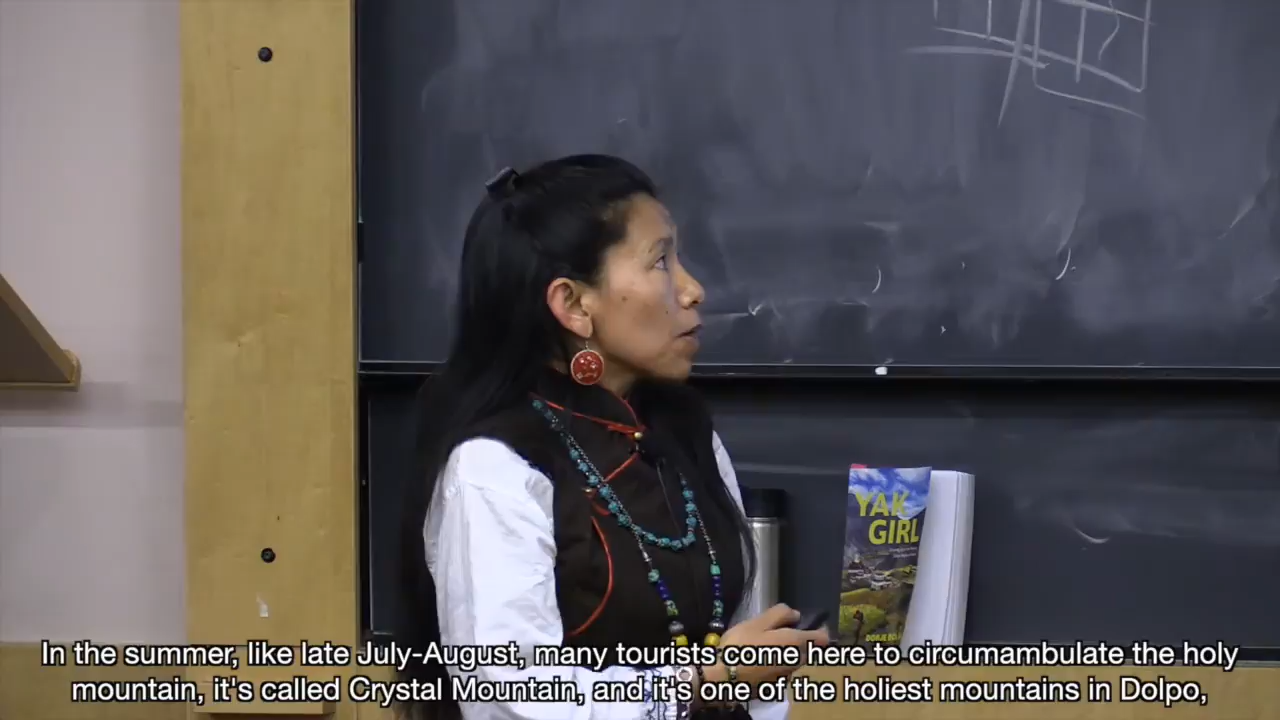 YAK
GIRL
In the summer, like late July-August, many tourists come here to circumambulate the holy
mountain, it's called Crystal Mountain, and it's one of the holiest mountains in Dolpo,